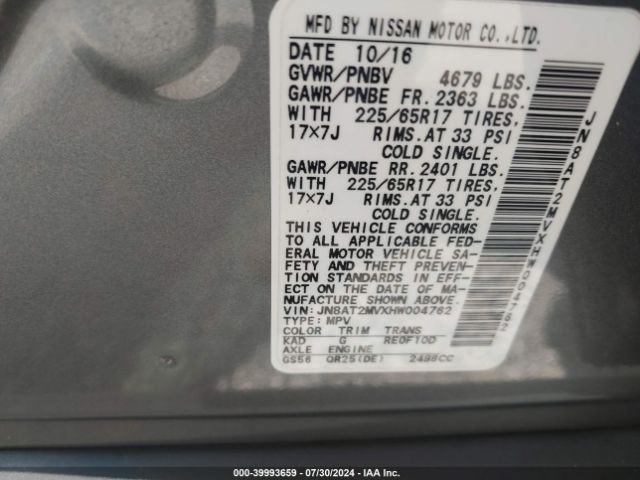 MFD BY NISSAN MOTOR CO.,LTD.
DATE 10/16
GVWR/PNBV 4679 LBS.
GAWR/PNBE FR. 2363 LBS.
WITH 225/65R17 TIRES,
17x7J RIMS. AT 33 PSI
COLD SINGLE.
GAWR/PNBE RR. 2401 LBS.
WITH 225/65R17 TIRES,
17x7J RIMS. AT 33 PSI
COLD SINGLE.
THIS VEHICLE CONFORMS
TO ALL APPLICABLE FED-
ERAL MOTOR VEHICLE SA-
FETY AND THEFT PREVEN-
TION STANDARDS IN EFF-
ECT ON THE DATE OF MA-
NUFACTURE SHOWN ABOVE.
VIN: JN8AT2MVXHW004762
TYPE: MPV
COLOR TRIM TRANS
KAD G RE0F10D
AXLE ENGINE
GS56 QR25(DE) 2488CC
JN8AT2MVXHW004762
000-39993659 - 07/30/2024 - IAA Inc.